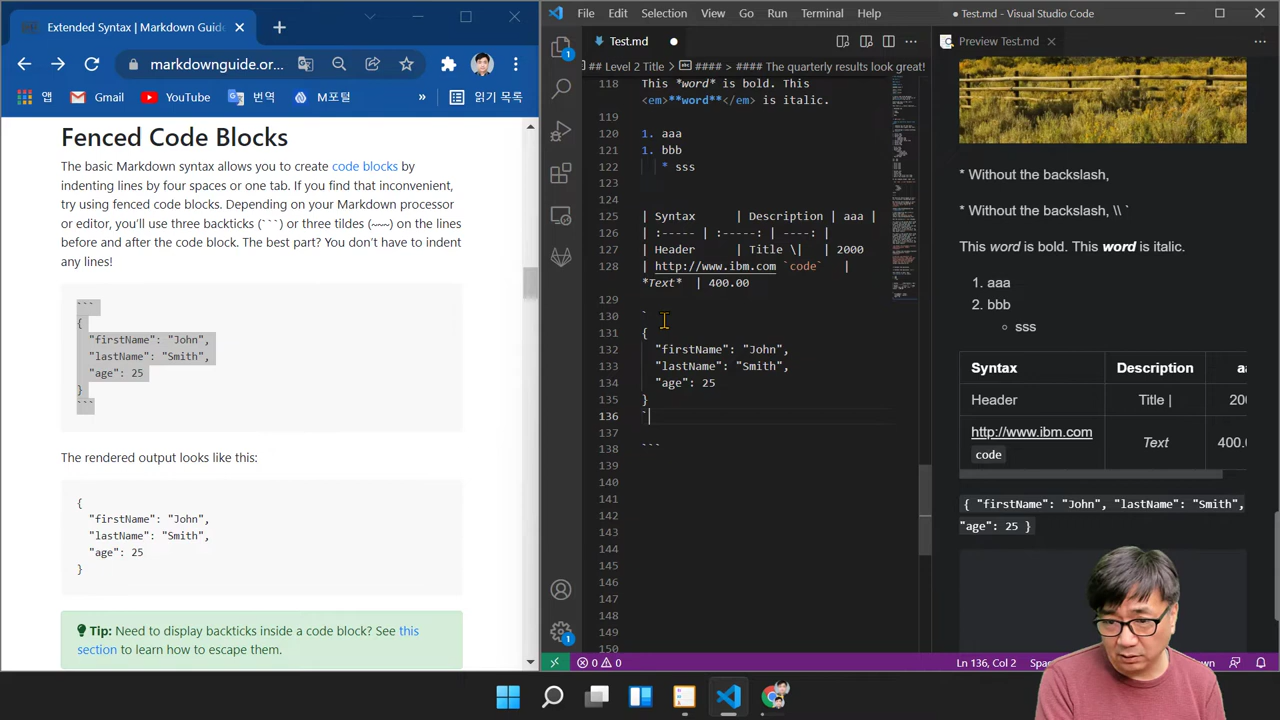 Extended Syntax | Markdown Guid
markdownguide.or...
앱
Gmail
YouTube
번역
M포털
»
읽기 목록
Fenced Code Blocks
The basic Markdown syntax allows you to create code blocks by
indenting lines by four spaces or one tab. If you find that inconvenient,
try using fenced code blocks. Depending on your Markdown processor
or editor, you'll use three backticks (```) or three tildes (~~~) on the lines
before and after the code block. The best part? You don't have to indent
any lines!
```
{
"firstName": "John",
"lastName": "Smith",
"age": 25
}
```
The rendered output looks like this:
{
"firstName": "John",
"lastName": "Smith",
"age": 25
}
Tip: Need to display backticks inside a code block? See this
section to learn how to escape them.
File Edit Selection View Go Run Terminal Help
● Test.md - Visual Studio Code
Test.md
## Level 2 Title > #### > #### The quarterly results look great!
118 This *word* is bold. This
<em>**word**</em> is italic.
119
120 1. aaa
121 1. bbb
122 * sss
123
124
125 | Syntax | Description | aaa |
126 | :----- | :-----: | ----: |
127 | Header | Title \| | 2000
128 | http://www.ibm.com `code` |
*Text* | 400.00
129
130 `
131 {
132 "firstName": "John",
133 "lastName": "Smith",
134 "age": 25
135 }
136 `
137
138 ```
139
140
141
142
143
144
145
146
147
148
149
150
1
1
0 0
Ln 136, Col 2
Preview Test.md
* Without the backslash,
* Without the backslash, \\ `
This word is bold. This word is italic.
1. aaa
2. bbb
sss
Syntax Description
Header Title |
http://www.ibm.com Text 400.
code
{ "firstName": "John", "lastName": "Smith",
"age": 25 }